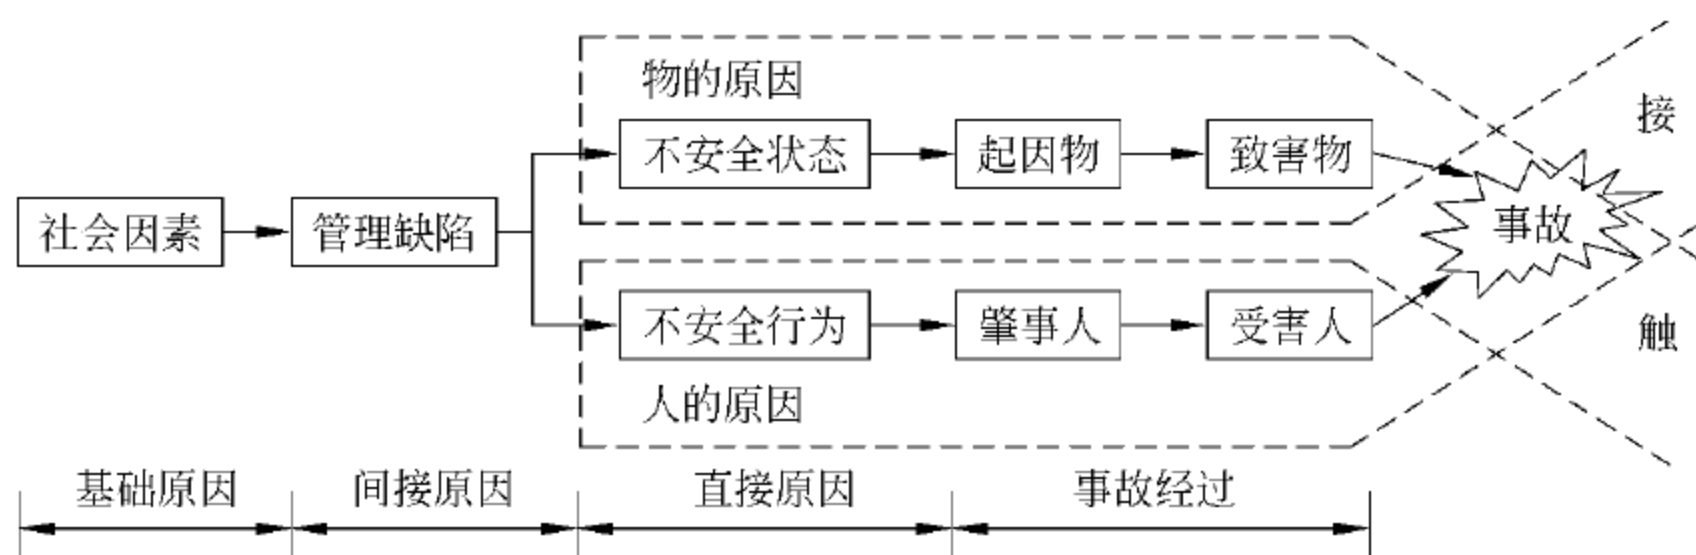 物的原因
接
不安全状态
起因物
致害物
社会因素
管理缺陷
事故
不安全行为
肇事人
受害人
触
人的原因
基础原因
间接原因
直接原因
事故经过